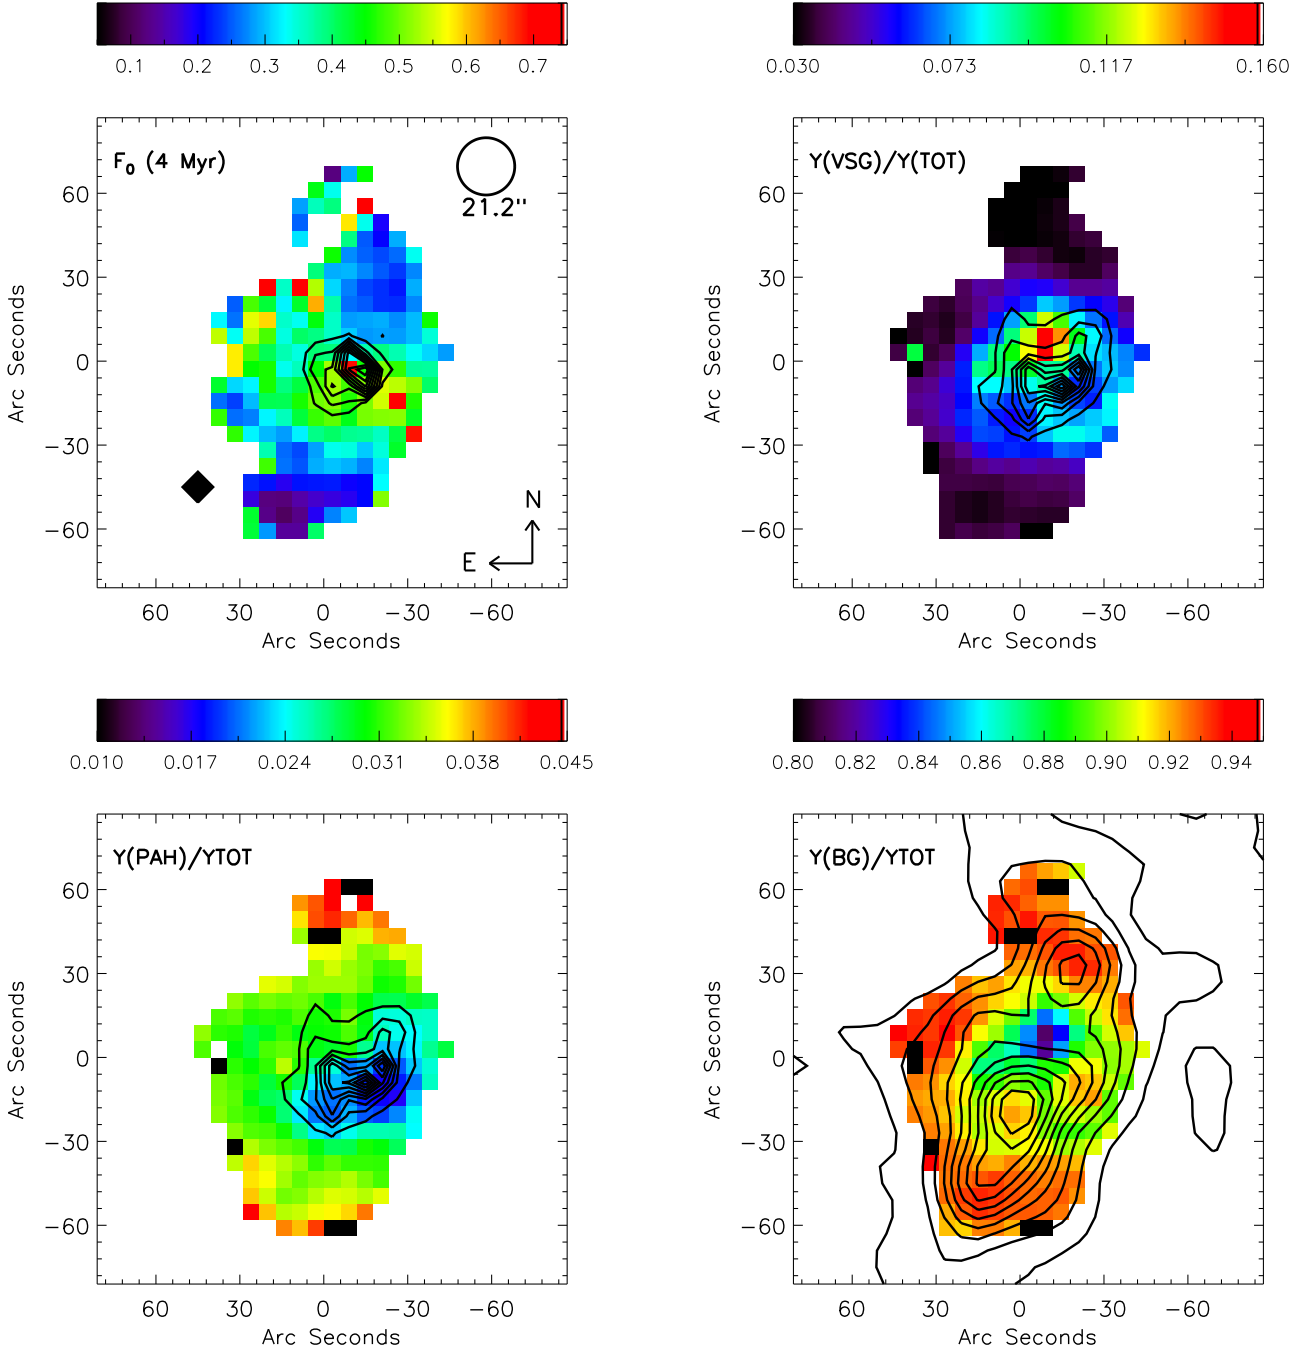 0.1 0.2 0.3 0.4 0.5 0.6 0.7
F0 (4 Myr)
21.2"
N
E
60
30
0
−30
−60
Arc Seconds
60 30 0 −30 −60
Arc Seconds
0.030 0.073 0.117 0.160
Y(VSG)/Y(TOT)
60
30
0
−30
−60
Arc Seconds
60 30 0 −30 −60
Arc Seconds
0.010 0.017 0.024 0.031 0.038 0.045
Y(PAH)/YTOT
60
30
0
−30
−60
Arc Seconds
60 30 0 −30 −60
Arc Seconds
0.80 0.82 0.84 0.86 0.88 0.90 0.92 0.94
Y(BG)/YTOT
60
30
0
−30
−60
Arc Seconds
60 30 0 −30 −60
Arc Seconds